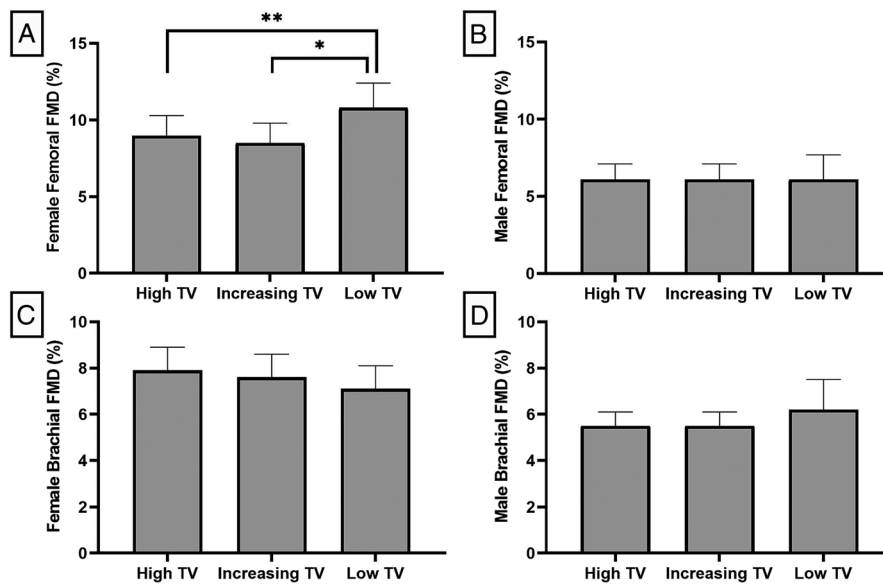 A
**
*
Female Femoral FMD (%)
15
10
5
0
High TV Increasing TV Low TV
B
Male Femoral FMD (%)
15
10
5
0
High TV Increasing TV Low TV
C
Female Brachial FMD (%)
10
8
6
4
2
0
High TV Increasing TV Low TV
D
Male Brachial FMD (%)
10
8
6
4
2
0
High TV Increasing TV Low TV